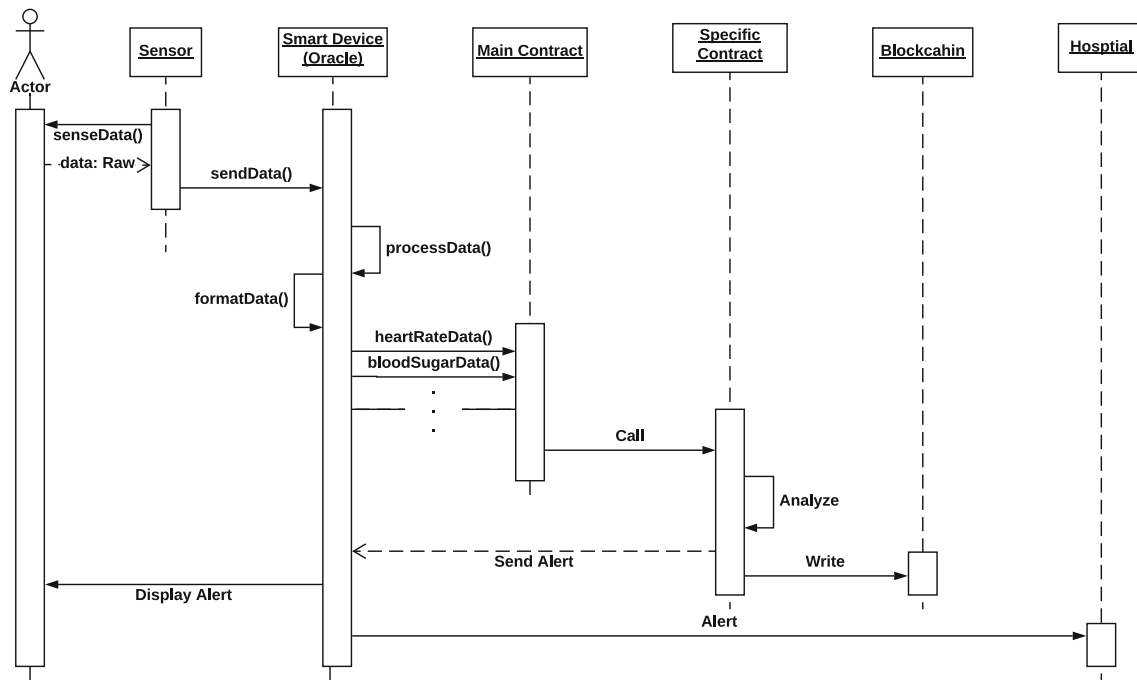 Actor
Sensor
Smart Device
(Oracle)
Main Contract
Specific
Contract
Blockcahin
Hosptial
senseData()
data: Raw
sendData()
processData()
formatData()
heartRateData()
bloodSugarData()
Call
Analyze
Send Alert
Write
Display Alert
Alert